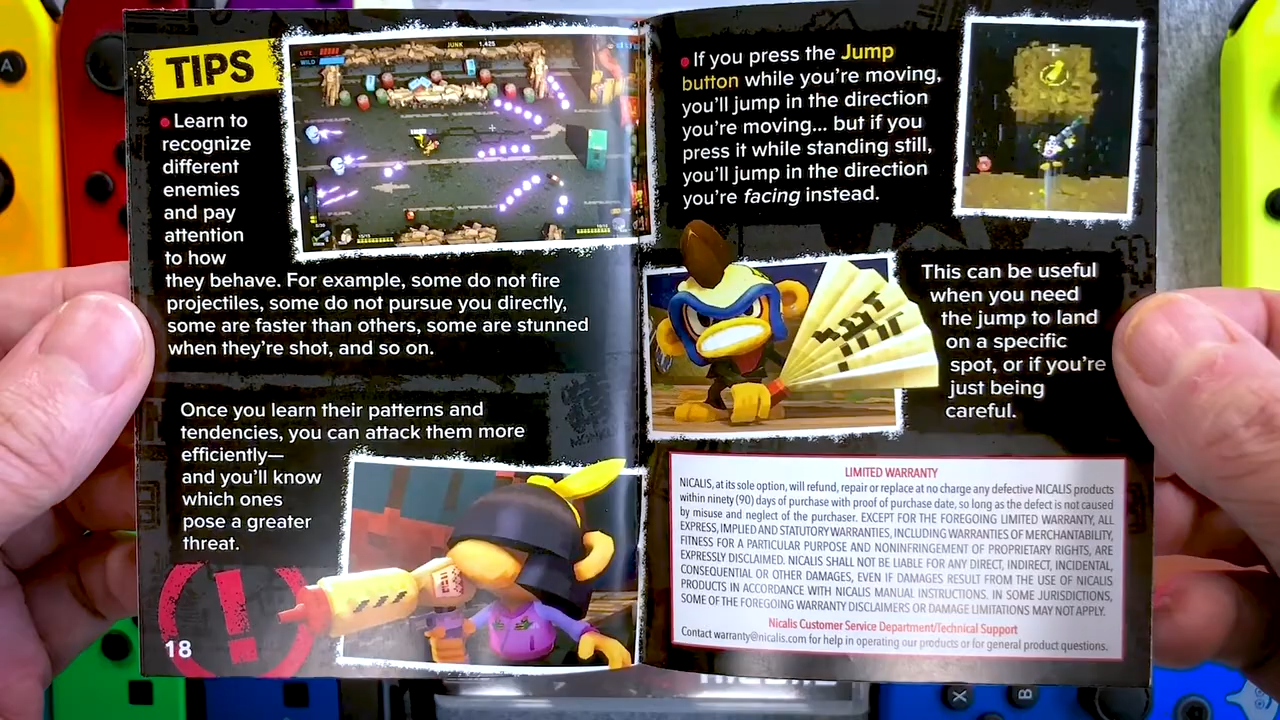 TIPS
Learn to
recognize
different
enemies
and pay
attention
to how
they behave. For example, some do not fire
projectiles, some do not pursue you directly,
some are faster than others, some are stunned
when they're shot, and so on.
Once you learn their patterns and
tendencies, you can attack them more
efficiently—
and you'll know
which ones
pose a greater
threat.
18
LIFE
WILD
JUNK 1,425
If you press the Jump
button while you're moving,
you'll jump in the direction
you're moving... but if you
press it while standing still,
you'll jump in the direction
you're facing instead.
This can be useful
when you need
the jump to land
on a specific
spot, or if you're
just being
careful.
LIMITED WARRANTY
NICALIS, at its sole option, will refund, repair or replace at no charge any defective NICALIS products
within ninety (90) days of purchase with proof of purchase date, so long as the defect is not caused
by misuse and neglect of the purchaser. EXCEPT FOR THE FOREGOING LIMITED WARRANTY, ALL
EXPRESS, IMPLIED AND STATUTORY WARRANTIES, INCLUDING WARRANTIES OF MERCHANTABILITY,
FITNESS FOR A PARTICULAR PURPOSE AND NONINFRINGEMENT OF PROPRIETARY RIGHTS, ARE
EXPRESSLY DISCLAIMED. NICALIS SHALL NOT BE LIABLE FOR ANY DIRECT, INDIRECT, INCIDENTAL,
CONSEQUENTIAL OR OTHER DAMAGES, EVEN IF DAMAGES RESULT FROM THE USE OF NICALIS
PRODUCTS IN ACCORDANCE WITH NICALIS MANUAL INSTRUCTIONS. IN SOME JURISDICTIONS,
SOME OF THE FOREGOING WARRANTY DISCLAIMERS OR DAMAGE LIMITATIONS MAY NOT APPLY.
Nicalis Customer Service Department/Technical Support
Contact warranty@nicalis.com for help in operating our products or for general product questions.
A
X
B